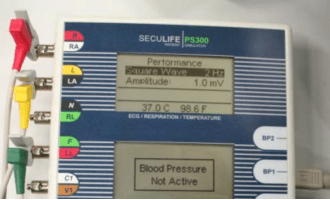 SECULIFE PS300
PATIENT SIMULATOR
R
RA
L
LA
N
RL
F
LL
CT
V1
Performance
Square Wave 2 Hz
Amplitude: 1.0 mV
37.0 C 98.6 F
ECG / RESPIRATION / TEMPERATURE
Blood Pressure
Not Active
BP2
BP1